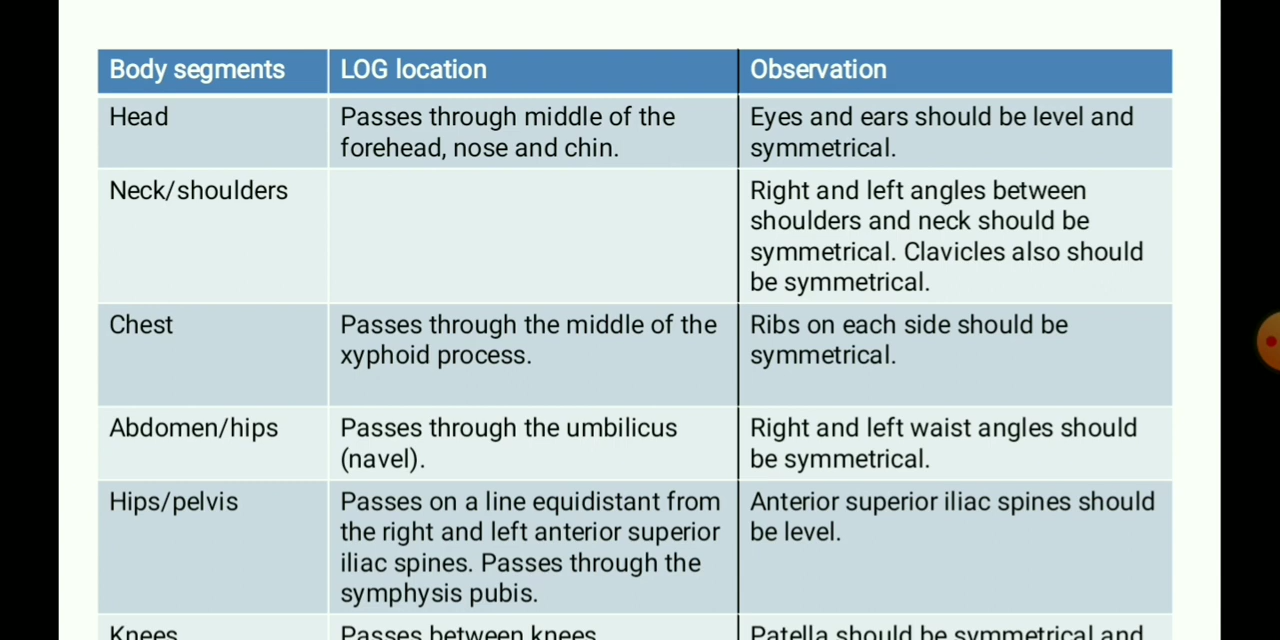 Body segments LOG location Observation
Head Passes through middle of the Eyes and ears should be level and
forehead, nose and chin. symmetrical.
Neck/shoulders Right and left angles between
shoulders and neck should be
symmetrical. Clavicles also should
be symmetrical.
Chest Passes through the middle of the Ribs on each side should be
xyphoid process. symmetrical.
Abdomen/hips Passes through the umbilicus Right and left waist angles should
(navel). be symmetrical.
Hips/pelvis Passes on a line equidistant from Anterior superior iliac spines should
the right and left anterior superior be level.
iliac spines. Passes through the
symphysis pubis.
Knees Passes between knees Patella should be symmetrical and